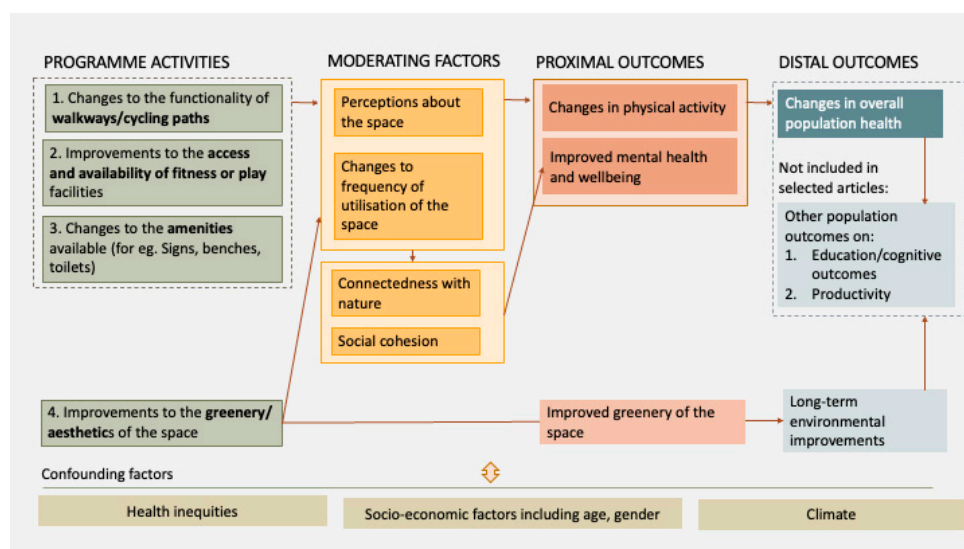 PROGRAMME ACTIVITIES
1. Changes to the functionality of
walkways/cycling paths
2. Improvements to the access
and availability of fitness or play
facilities
3. Changes to the amenities
available (for eg. Signs, benches,
toilets)
4. Improvements to the greenery/
aesthetics of the space
MODERATING FACTORS
Perceptions about
the space
Changes to
frequency of
utilisation of the
space
Connectedness with
nature
Social cohesion
PROXIMAL OUTCOMES
Changes in physical activity
Improved mental health
and wellbeing
Improved greenery of the
space
DISTAL OUTCOMES
Changes in overall
population health
Not included in
selected articles:
Other population
outcomes on:
1. Education/cognitive
outcomes
2. Productivity
Long-term
environmental
improvements
Confounding factors
Health inequities
Socio-economic factors including age, gender
Climate